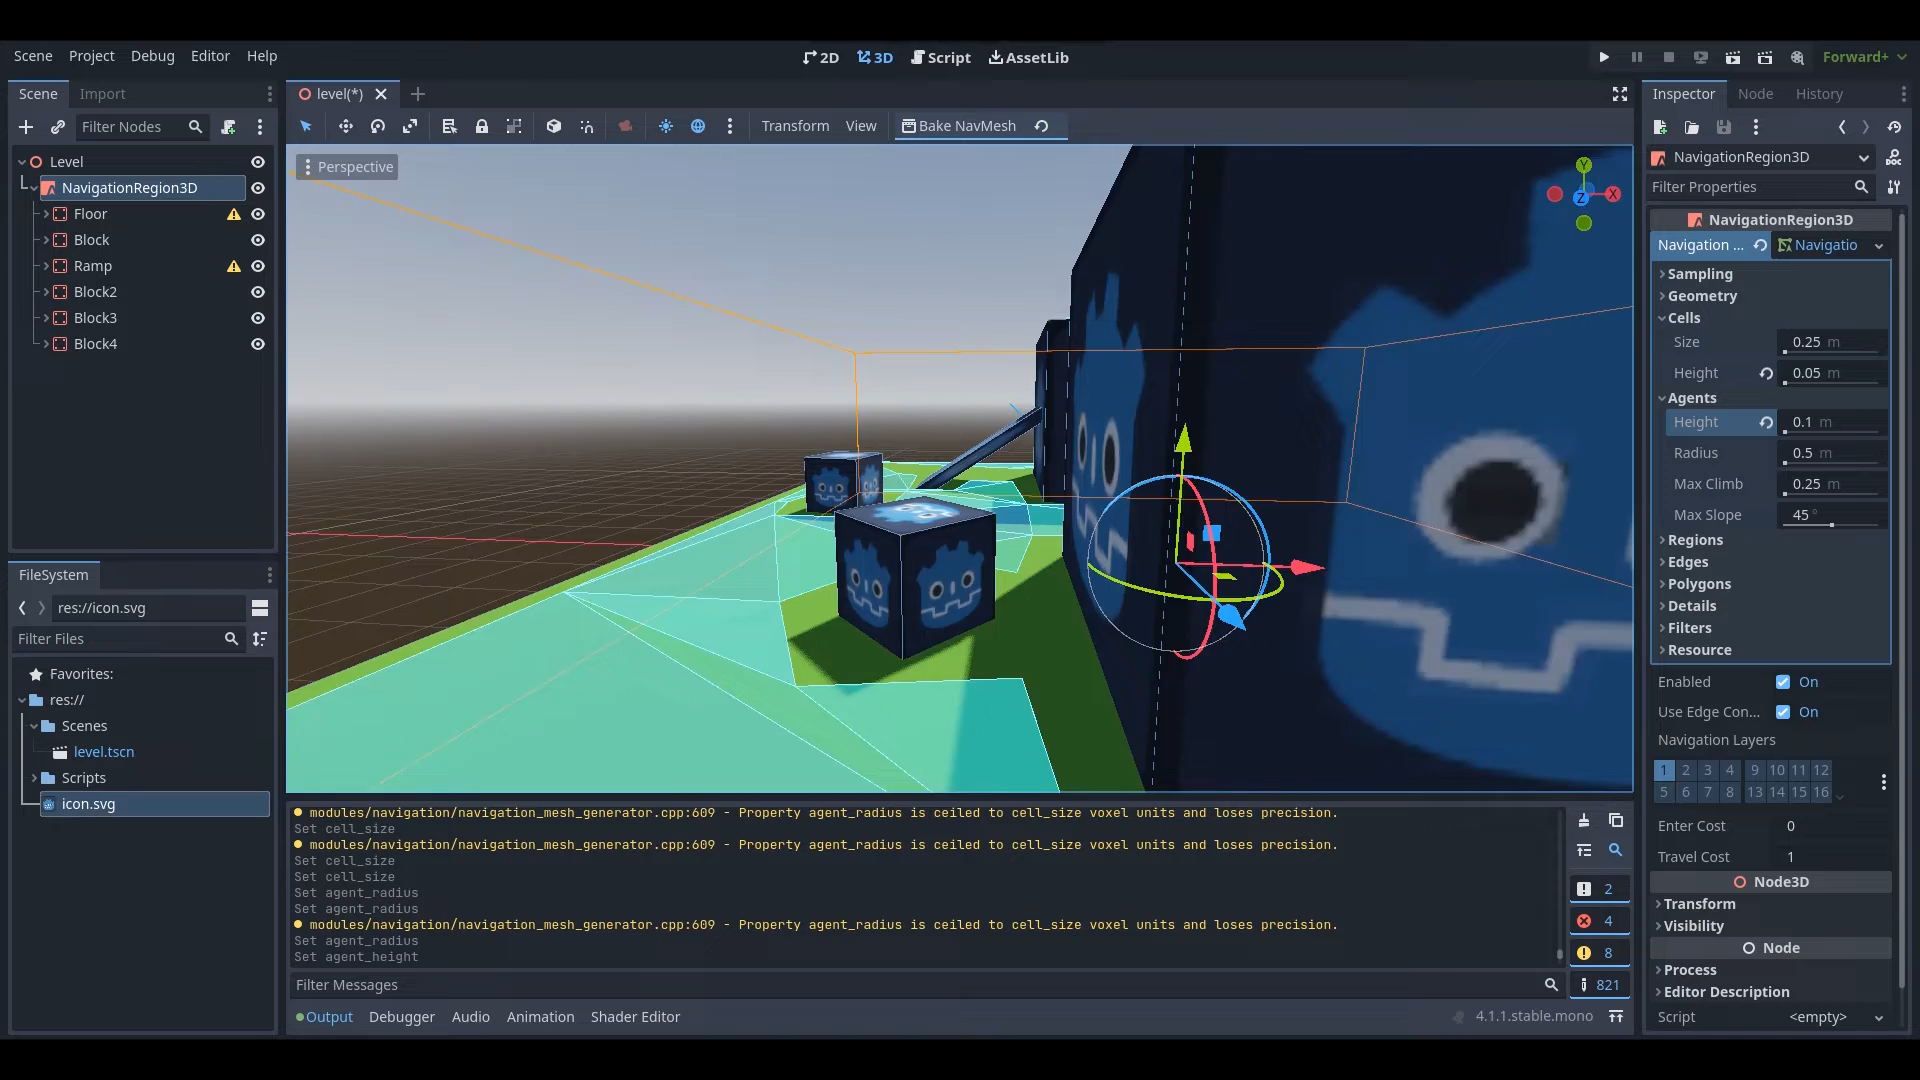 Scene Project Debug Editor Help
2D 3D Script AssetLib
Forward+
Scene Import
Filter Nodes
Level
NavigationRegion3D
Floor
Block
Ramp
Block2
Block3
Block4
FileSystem
res://icon.svg
Filter Files
Favorites:
res://
Scenes
level.tscn
Scripts
icon.svg
level(*)
Transform View Bake NavMesh
Perspective
Y
X
Z
modules/navigation/navigation_mesh_generator.cpp:609 - Property agent_radius is ceiled to cell_size voxel units and loses precision.
Set cell_size
modules/navigation/navigation_mesh_generator.cpp:609 - Property agent_radius is ceiled to cell_size voxel units and loses precision.
Set cell_size
Set cell_size
Set agent_radius
Set agent_radius
modules/navigation/navigation_mesh_generator.cpp:609 - Property agent_radius is ceiled to cell_size voxel units and loses precision.
Set agent_radius
Set agent_height
2
4
8
821
Filter Messages
Output Debugger Audio Animation Shader Editor
4.1.1.stable.mono
Inspector Node History
NavigationRegion3D
Filter Properties
NavigationRegion3D
Navigation ... Navigatio
Sampling
Geometry
Cells
Size 0.25 m
Height 0.05 m
Agents
Height 0.1 m
Radius 0.5 m
Max Climb 0.25 m
Max Slope 45 °
Regions
Edges
Polygons
Details
Filters
Resource
Enabled On
Use Edge Con... On
Navigation Layers
1 2 3 4 9 10 11 12
5 6 7 8 13 14 15 16
Enter Cost 0
Travel Cost 1
Node3D
Transform
Visibility
Node
Process
Editor Description
Script <empty>